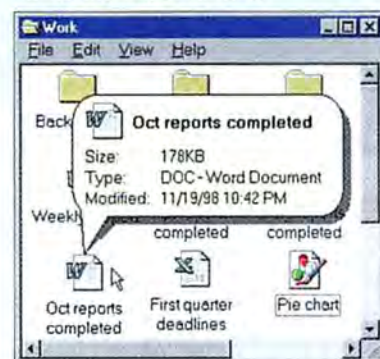 Work
File Edit View Help
Back
Oct reports completed
Size: 178KB
Type: DOC - Word Document
Modified: 11/19/98 10:42 PM
Weekl
completed
completed
Oct reports
completed
First quarter
deadlines
Pie chart